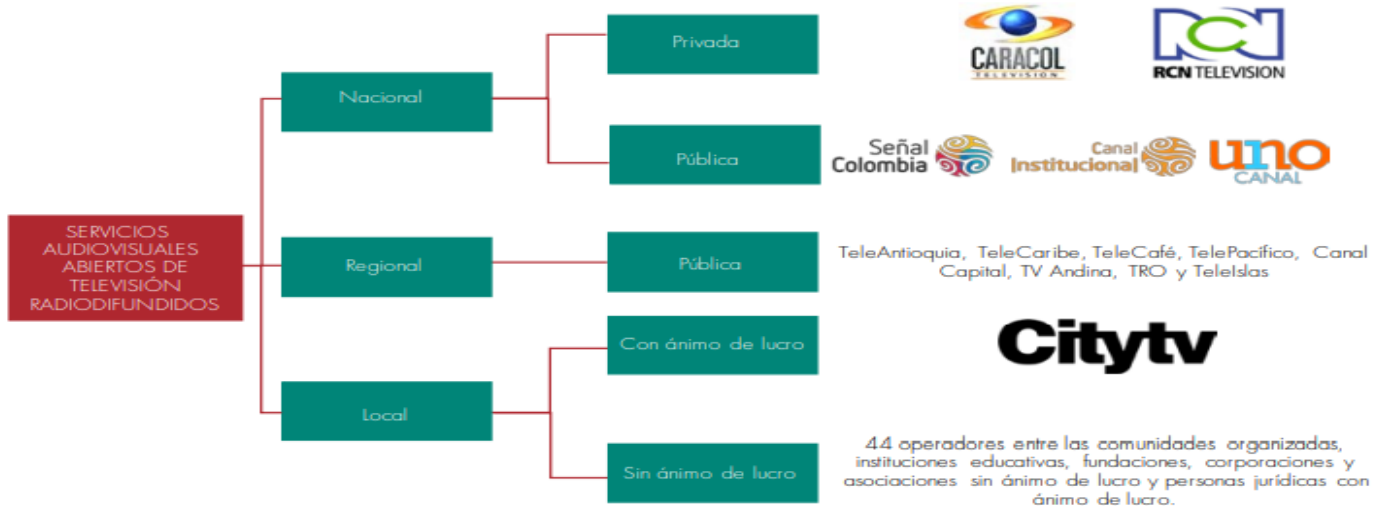 SERVICIOS
AUDIOVISUALES
ABIERTOS DE
TELEVISIÓN
RADIODIFUNDIDOS
Nacional
Privada
CARACOL
TELEVISION
RCN TELEVISION
Pública
Señal
Colombia
Canal
Institucional
uno
CANAL
Regional
Pública
TeleAntioquia, TeleCaribe, TeleCafé, TelePacífico, Canal
Capital, TV Andina, TRO y TeleIslas
Local
Con ánimo de lucro
Citytv
Sin ánimo de lucro
44 operadores entre las comunidades organizadas,
instituciones educativas, fundaciones, corporaciones y
asociaciones sin ánimo de lucro y personas jurídicas con
ánimo de lucro.